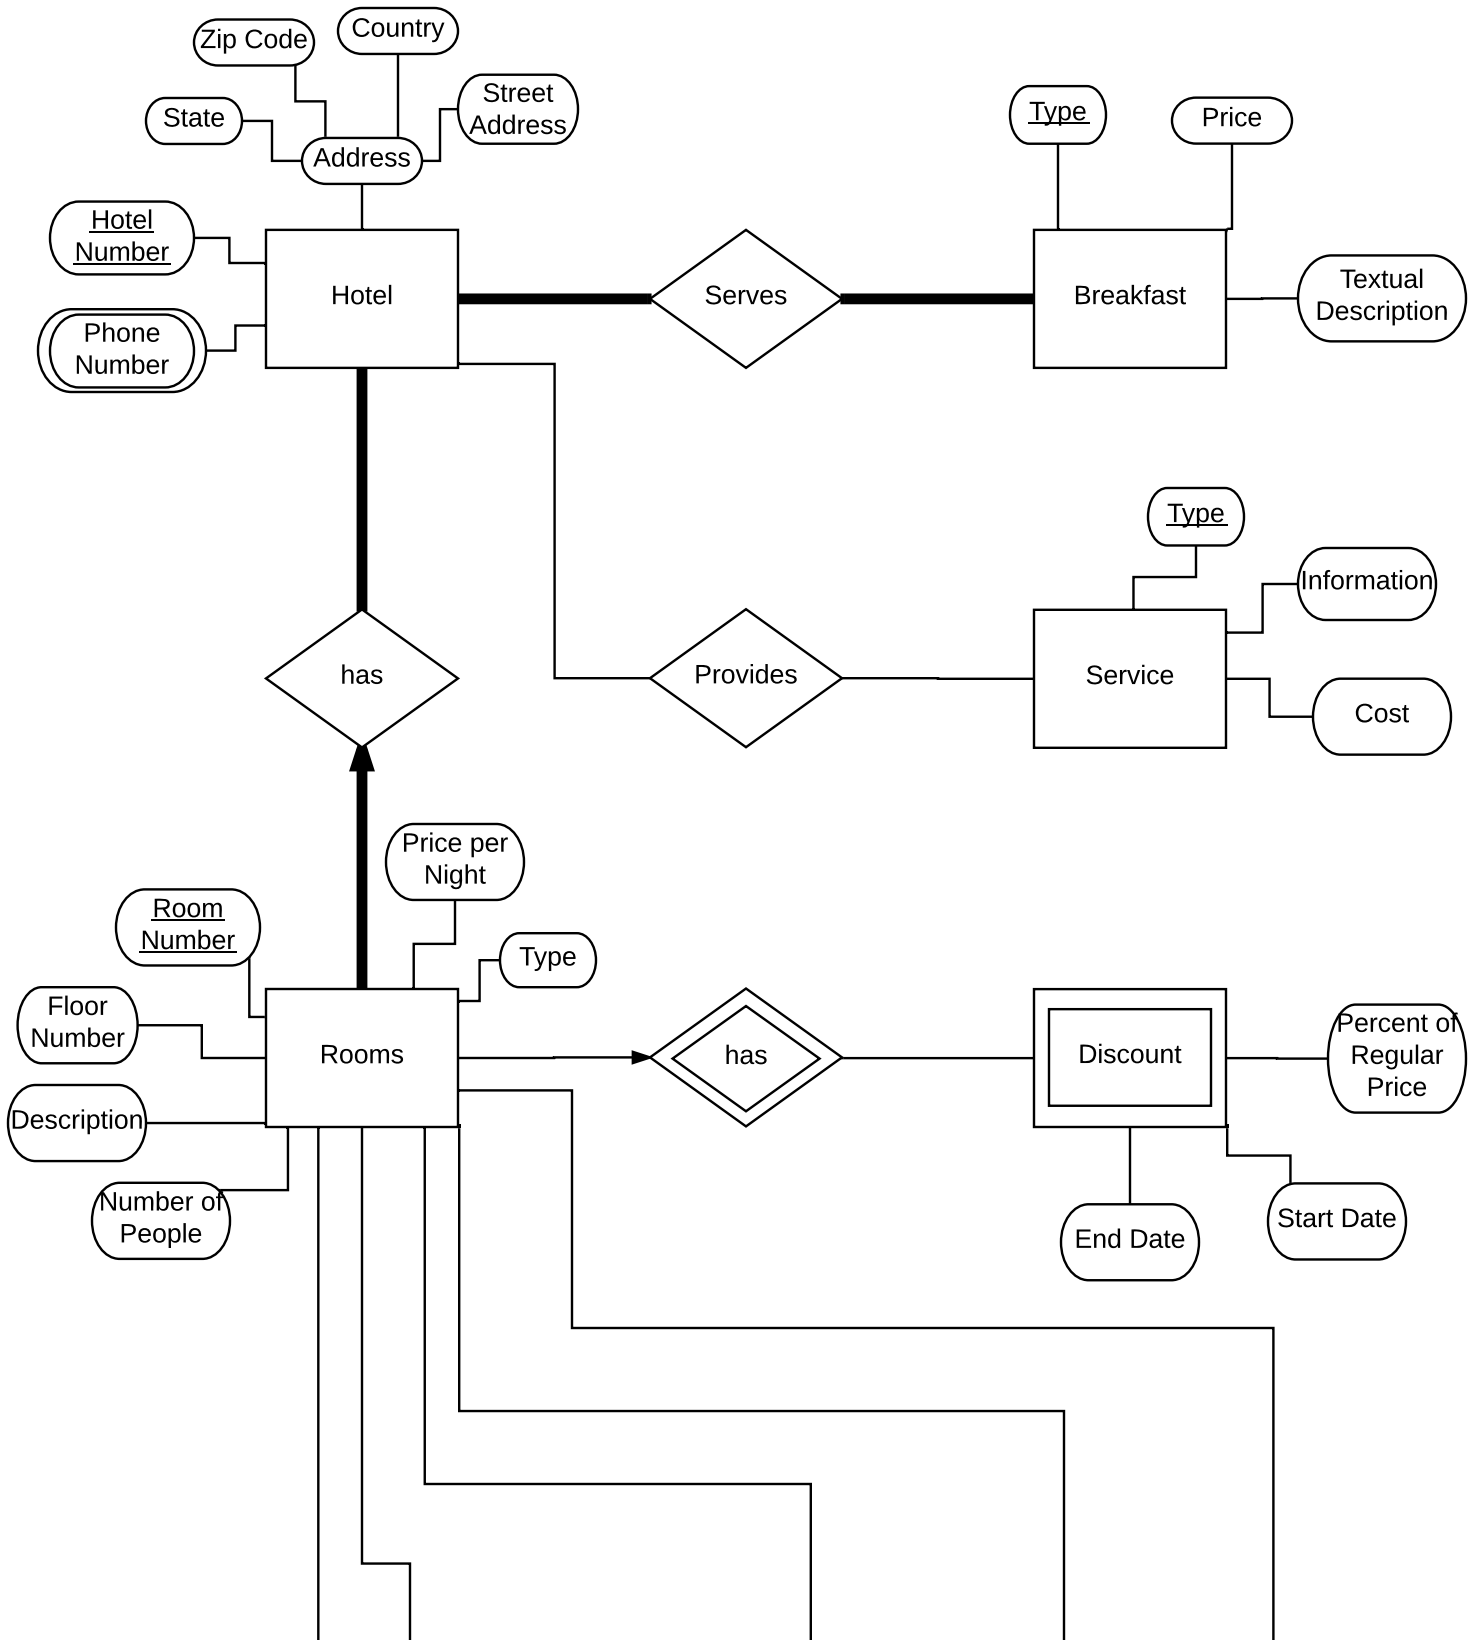 Country
Zip Code
Street
Address
State
Address
Type
Price
Hotel
Number
Hotel
Serves
Breakfast
Textual
Description
Phone
Number
Type
Information
has
Provides
Service
Cost
Price per
Night
Room
Number
Type
Floor
Number
Rooms
has
Discount
Percent of
Regular
Price
Description
Number of
People
End Date
Start Date